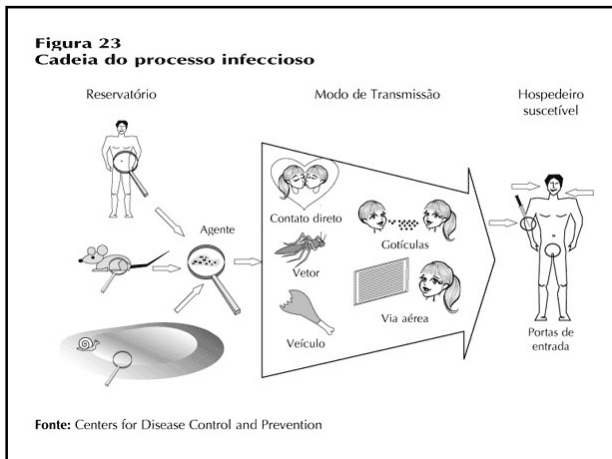 Figura 23
Cadeia do processo infeccioso
Reservatório
Modo de Transmissão
Hospedeiro
suscetível
Agente
Contato direto
Gotículas
Vetor
Via aérea
Veículo
Portas de
entrada
Fonte: Centers for Disease Control and Prevention